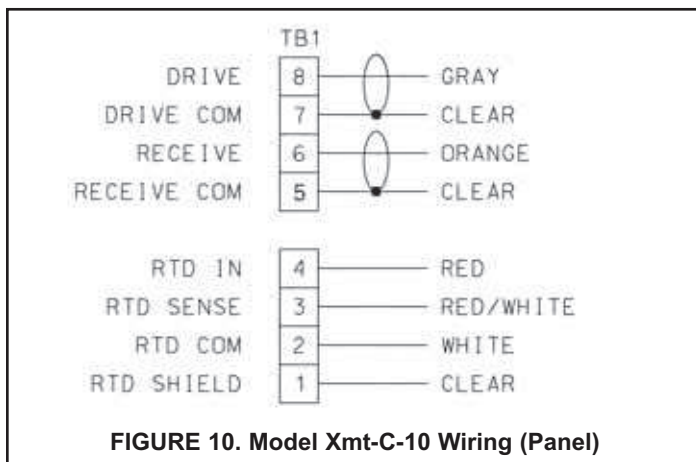 TB1
DRIVE 8 GRAY
DRIVE COM 7 CLEAR
RECEIVE 6 ORANGE
RECEIVE COM 5 CLEAR
RTD IN 4 RED
RTD SENSE 3 RED/WHITE
RTD COM 2 WHITE
RTD SHIELD 1 CLEAR
FIGURE 10. Model Xmt-C-10 Wiring (Panel)